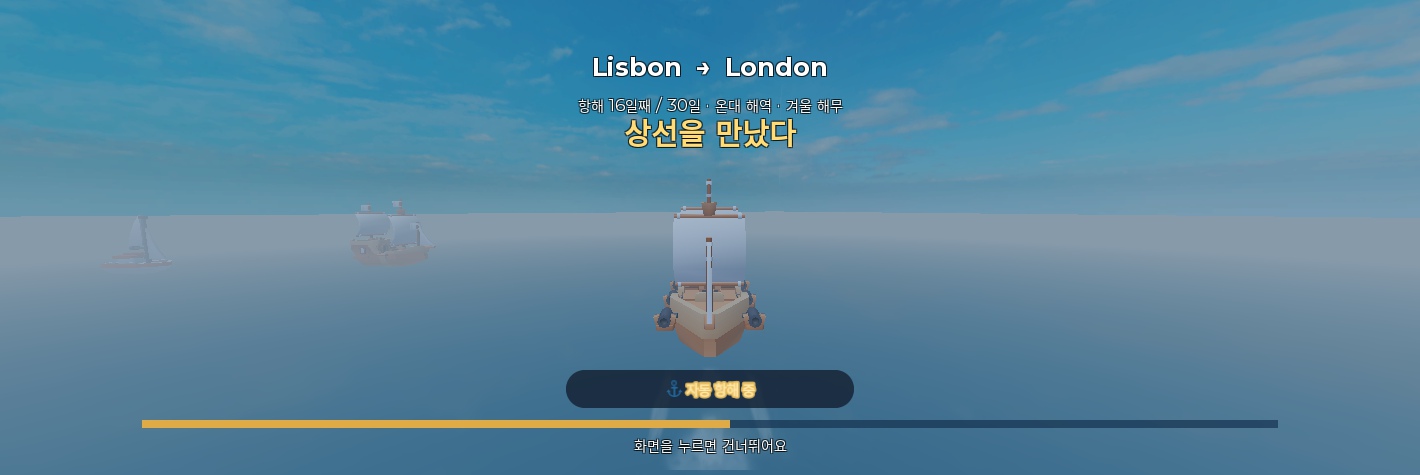 Lisbon → London
항해 16일째 / 30일 · 온대 해역 · 겨울 해무
상선을 만났다
⚓ 자동 항해 중
화면을 누르면 건너뛰어요